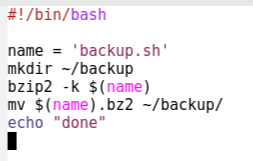 #!/bin/bash
name = 'backup.sh'
mkdir ~/backup
bzip2 -k $(name)
mv $(name).bz2 ~/backup/
echo "done"